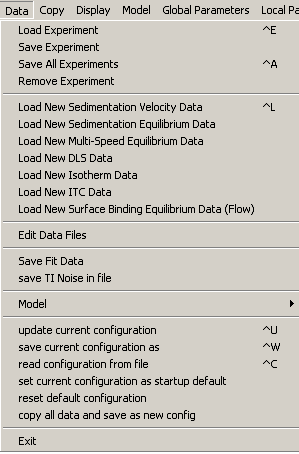 Data Copy Display Model Global Parameters Local Pa
Load Experiment ^E
Save Experiment
Save All Experiments ^A
Remove Experiment
Load New Sedimentation Velocity Data ^L
Load New Sedimentation Equilibrium Data
Load New Multi-Speed Equilibrium Data
Load New DLS Data
Load New Isotherm Data
Load New ITC Data
Load New Surface Binding Equilibrium Data (Flow)
Edit Data Files
Save Fit Data
save TI Noise in file
Model
update current configuration ^U
save current configuration as ^W
read configuration from file ^C
set current configuration as startup default
reset default configuration
copy all data and save as new config
Exit